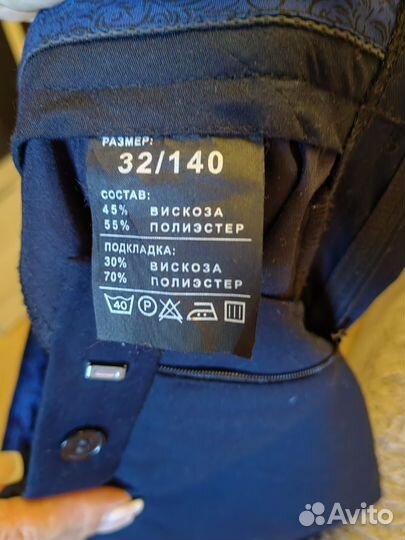 РАЗМЕР:
32/140
СОСТАВ:
45% ВИСКОЗА
55% ПОЛИЭСТЕР
ПОДКЛАДКА:
30% ВИСКОЗА
70% ПОЛИЭСТЕР
40 P
Avito